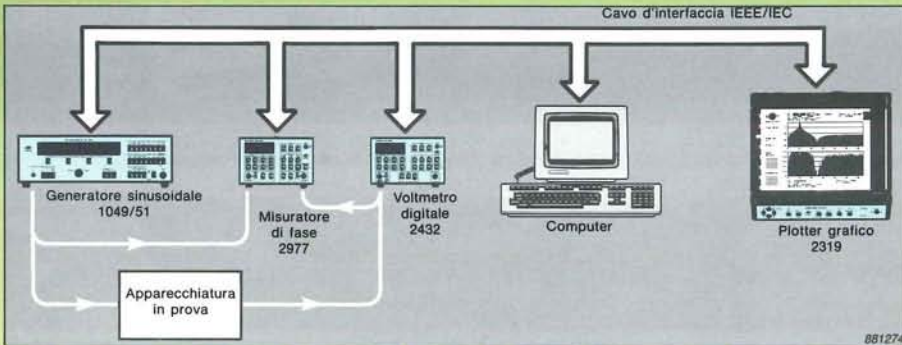 Cavo d'interfaccia IEEE/IEC
Generatore sinusoidale
1049/51
Misuratore
di fase
2977
Voltmetro
digitale
2432
Computer
Plotter grafico
2319
Apparecchiatura
in prova
881274